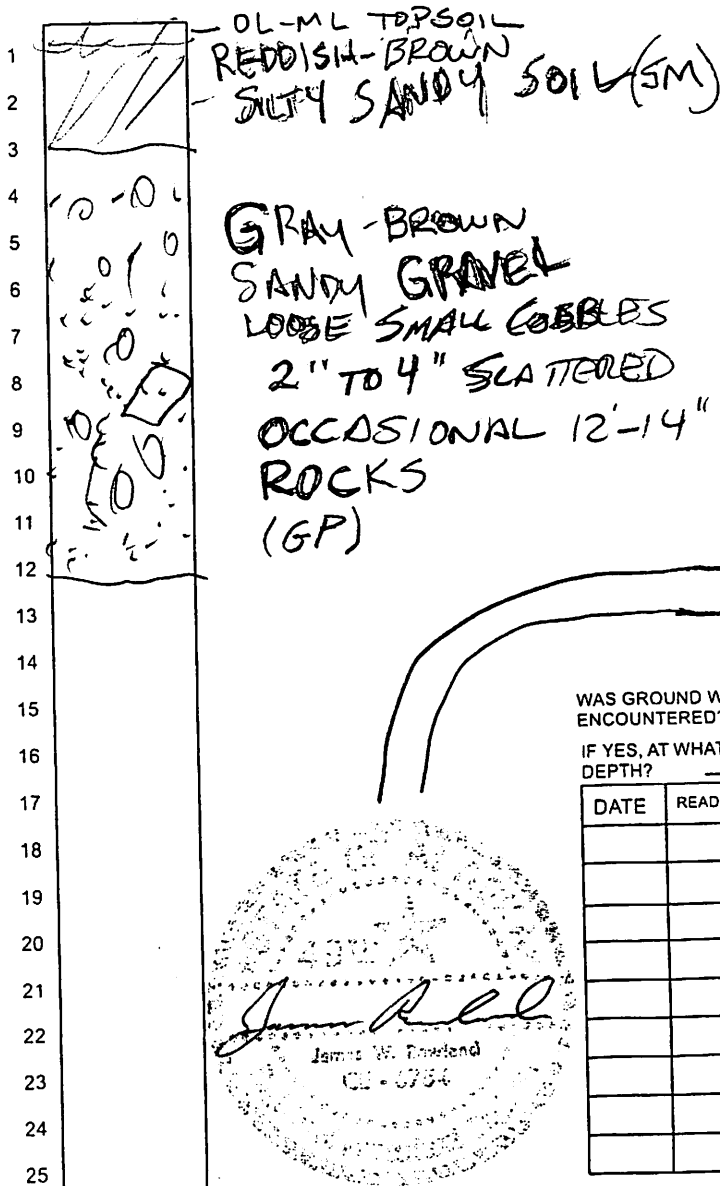 OL-ML TOPSOIL
REDDISH-BROWN
SILTY SANDY SOIL (SM)
GRAY-BROWN
SANDY GRAVEL
LOOSE SMALL COBBLES
2" TO 4" SCATTERED
OCCASIONAL 12'-14"
ROCKS
(GP)
1
2
3
4
5
6
7
8
9
10
11
12
13
14
15
16
17
18
19
20
21
22
23
24
25
WAS GROUND W
ENCOUNTERED?
IF YES, AT WHAT
DEPTH?
DATE READ
James W. Rowland